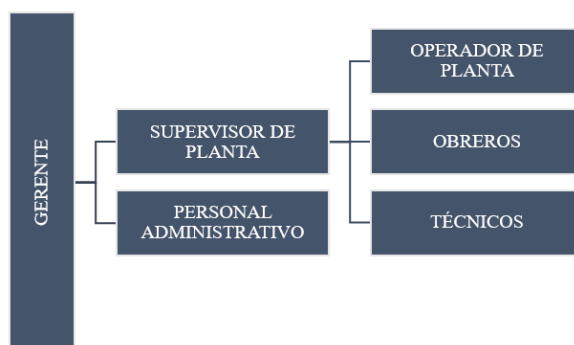 GERENTE
SUPERVISOR DE
PLANTA
PERSONAL
ADMINISTRATIVO
OPERADOR DE
PLANTA
OBREROS
TÉCNICOS